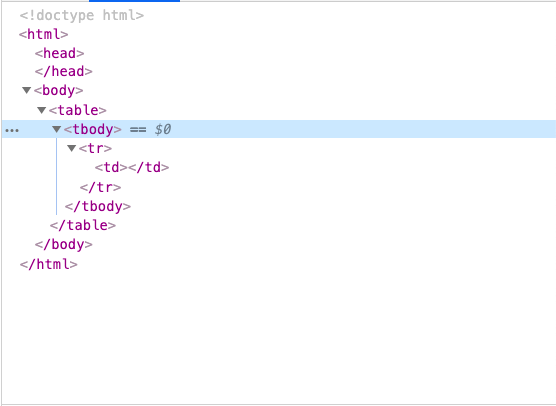 <!doctype html>
<html>
<head>
</head>
<body>
<table>
<tbody> == $0
<tr>
<td></td>
</tr>
</tbody>
</table>
</body>
</html>